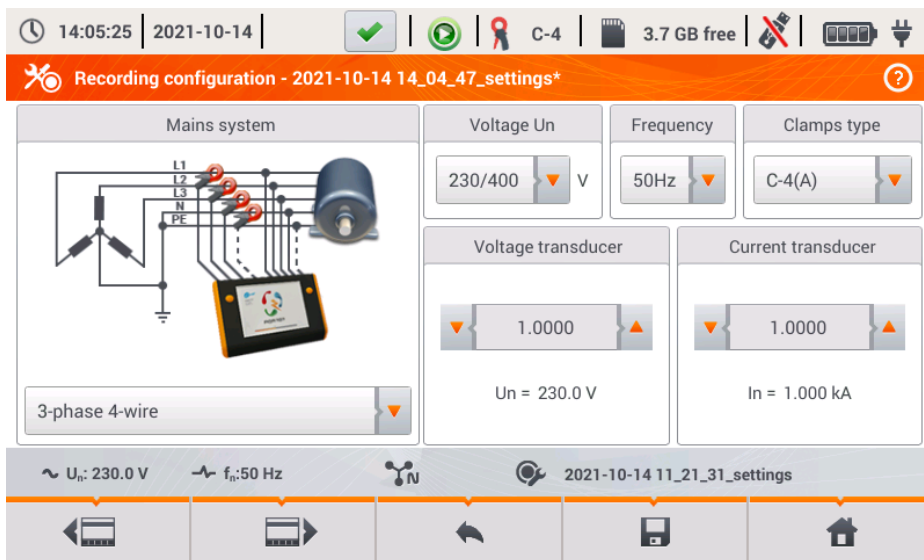 14:05:25 2021-10-14 C-4 3.7 GB free
Recording configuration - 2021-10-14 14_04_47_settings* ?
Mains system
L1
L2
L3
N
PE
3-phase 4-wire
Voltage Un
230/400 V
Frequency
50Hz
Clamps type
C-4(A)
Voltage transducer
1.0000
Un = 230.0 V
Current transducer
1.0000
In = 1.000 kA
Un: 230.0 V fn:50 Hz N 2021-10-14 11_21_31_settings